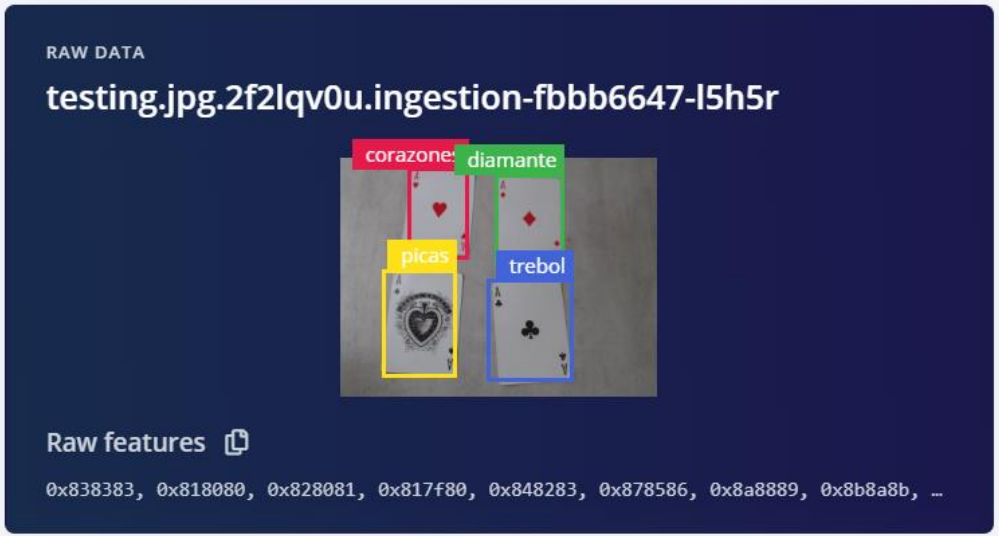 RAW DATA
testing.jpg.2f2lqv0u.ingestion-fbbb6647-l5h5r
corazones
diamante
A
A
picas
trebol
A
A
A
A
Raw features
0x838383, 0x818080, 0x828081, 0x817f80, 0x848283, 0x878586, 0x8a8889, 0x8b8a8b, …